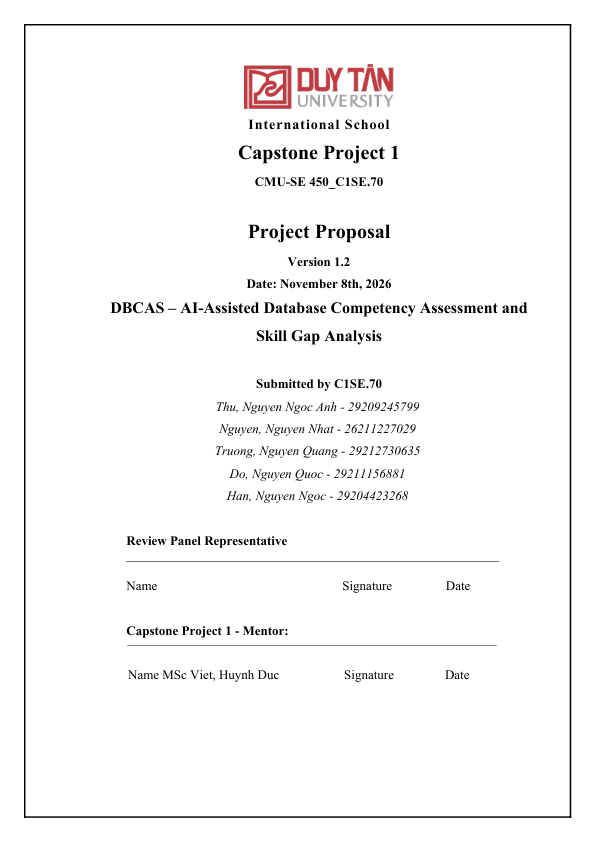 DUY TÂN
UNIVERSITY
International School
Capstone Project 1
CMU-SE 450_C1SE.70
Project Proposal
Version 1.2
Date: November 8th, 2026
DBCAS – AI-Assisted Database Competency Assessment and
Skill Gap Analysis
Submitted by C1SE.70
Thu, Nguyen Ngoc Anh - 29209245799
Nguyen, Nguyen Nhat - 26211227029
Truong, Nguyen Quang - 29212730635
Do, Nguyen Quoc - 29211156881
Han, Nguyen Ngoc - 29204423268
Review Panel Representative
Name Signature Date
Capstone Project 1 - Mentor:
Name MSc Viet, Huynh Duc Signature Date